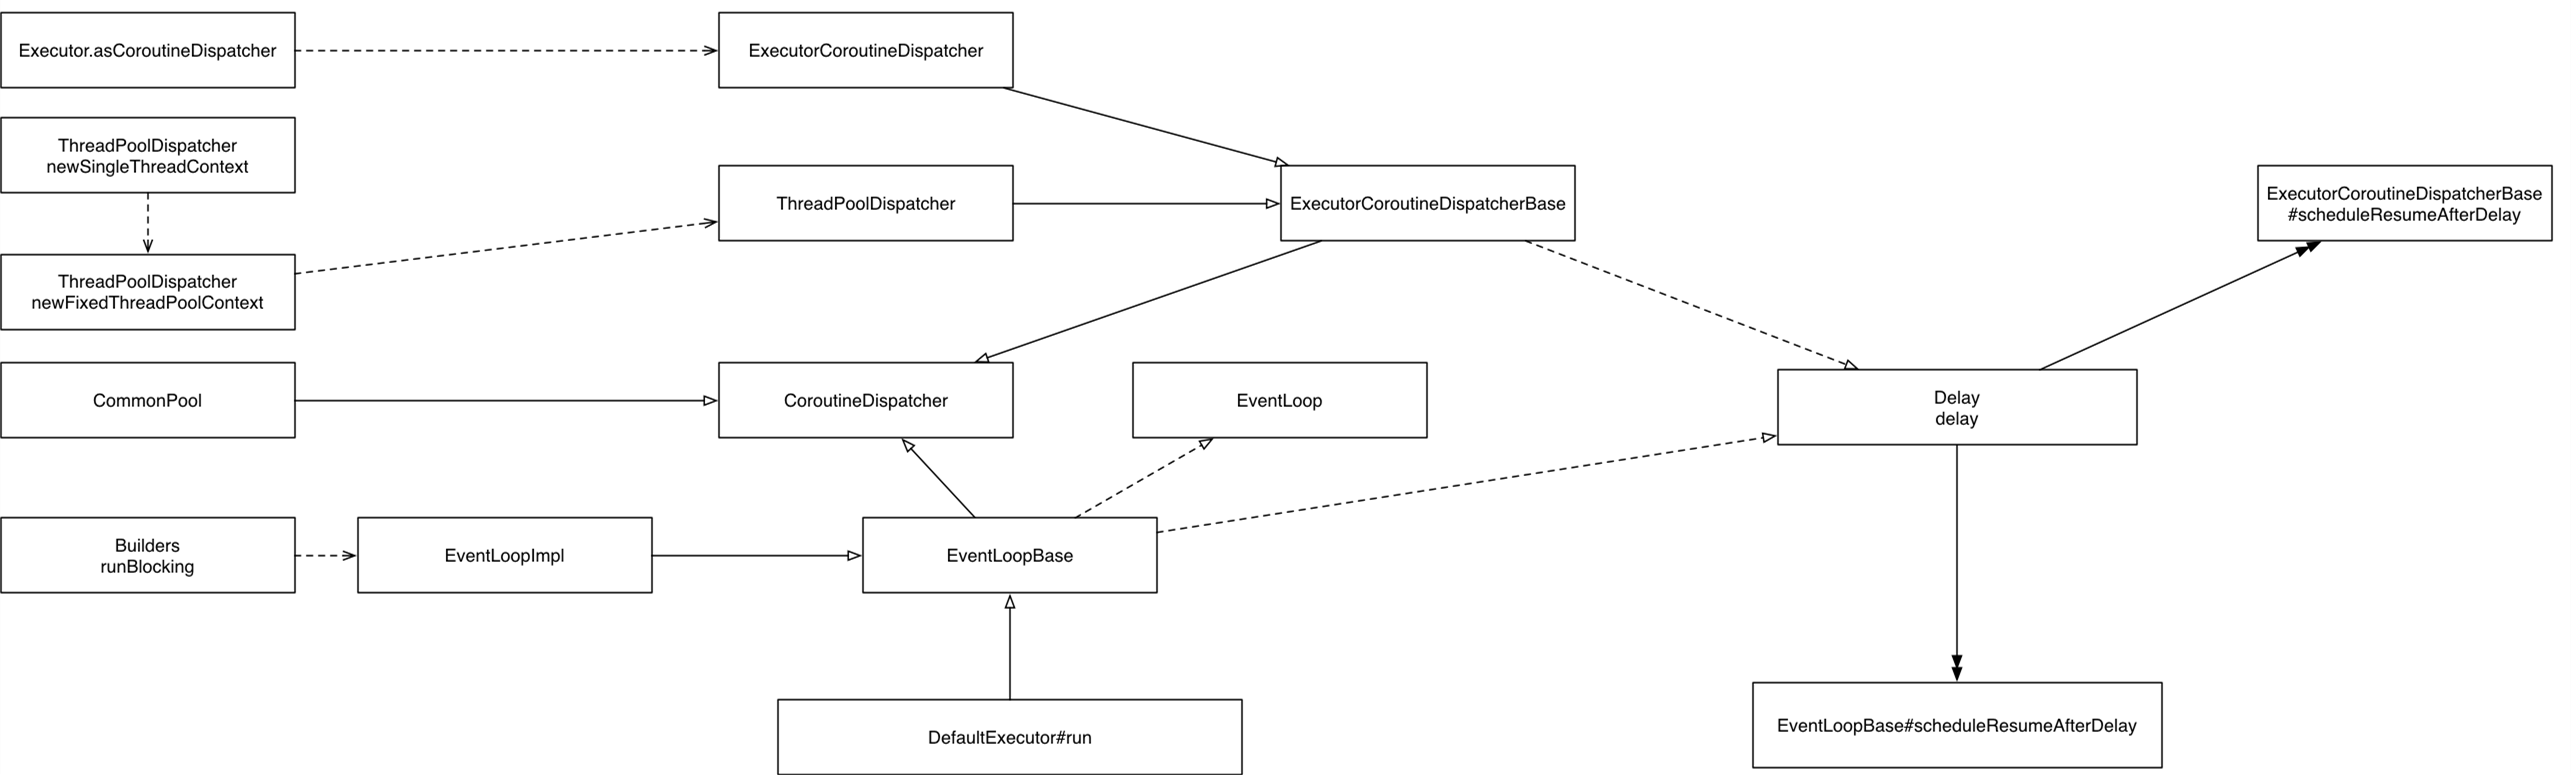 Executor.asCoroutineDispatcher
ExecutorCoroutineDispatcher
ThreadPoolDispatcher
newSingleThreadContext
ThreadPoolDispatcher
ExecutorCoroutineDispatcherBase
ExecutorCoroutineDispatcherBase
#scheduleResumeAfterDelay
ThreadPoolDispatcher
newFixedThreadPoolContext
CommonPool
CoroutineDispatcher
EventLoop
Delay
delay
Builders
runBlocking
EventLoopImpl
EventLoopBase
DefaultExecutor#run
EventLoopBase#scheduleResumeAfterDelay